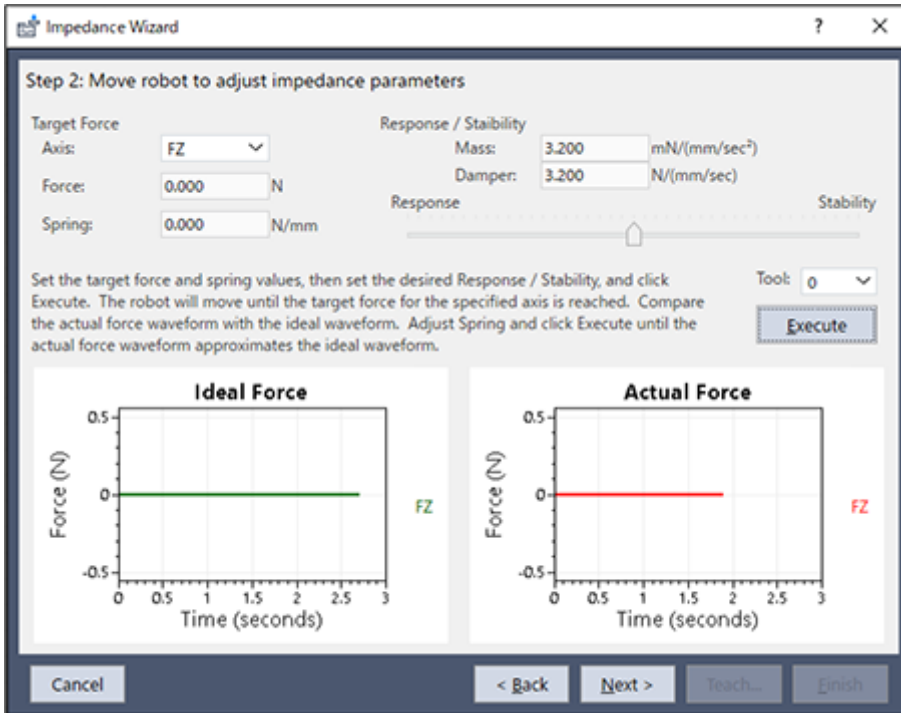 Impedance Wizard
?
Step 2: Move robot to adjust impedance parameters
Target Force
Axis: FZ
Force: 0.000 N
Spring: 0.000 N/mm
Response / Staibility
Mass: 3.200 mN/(mm/sec²)
Damper: 3.200 N/(mm/sec)
Response Stability
Set the target force and spring values, then set the desired Response / Stability, and click
Execute. The robot will move until the target force for the specified axis is reached. Compare
the actual force waveform with the ideal waveform. Adjust Spring and click Execute until the
actual force waveform approximates the ideal waveform.
Tool: 0
Execute
Ideal Force
Force (N)
0.5
0
-0.5
0 0.5 1 1.5 2 2.5 3
Time (seconds)
FZ
Actual Force
Force (N)
0.5
0
-0.5
0 0.5 1 1.5 2 2.5 3
Time (seconds)
FZ
Cancel < Back Next > Teach... Finish